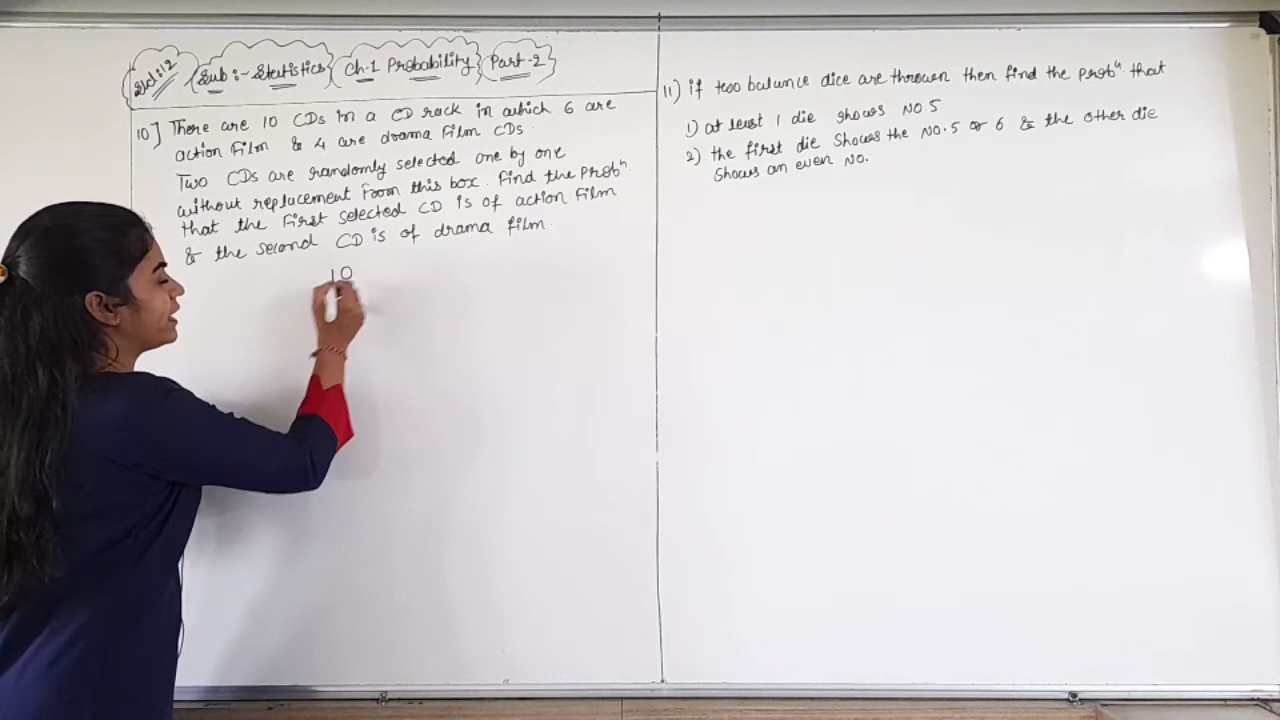 Std:12 Sub:- Statistics Ch-1 Probability Part-2
10] There are 10 CDs in a CD rack in which 6 are
action film & 4 are drama film CDs.
Two CDs are randomly selected one by one
without replacement from this box. Find the probⁿ.
that the first selected CD is of action film
& the second CD is of drama film.
10
11) if two balance dice are thrown then find the probⁿ that
1) at least 1 die shows NO 5
2) the first die shows the NO. 5 or 6 & the other die
shows an even NO.